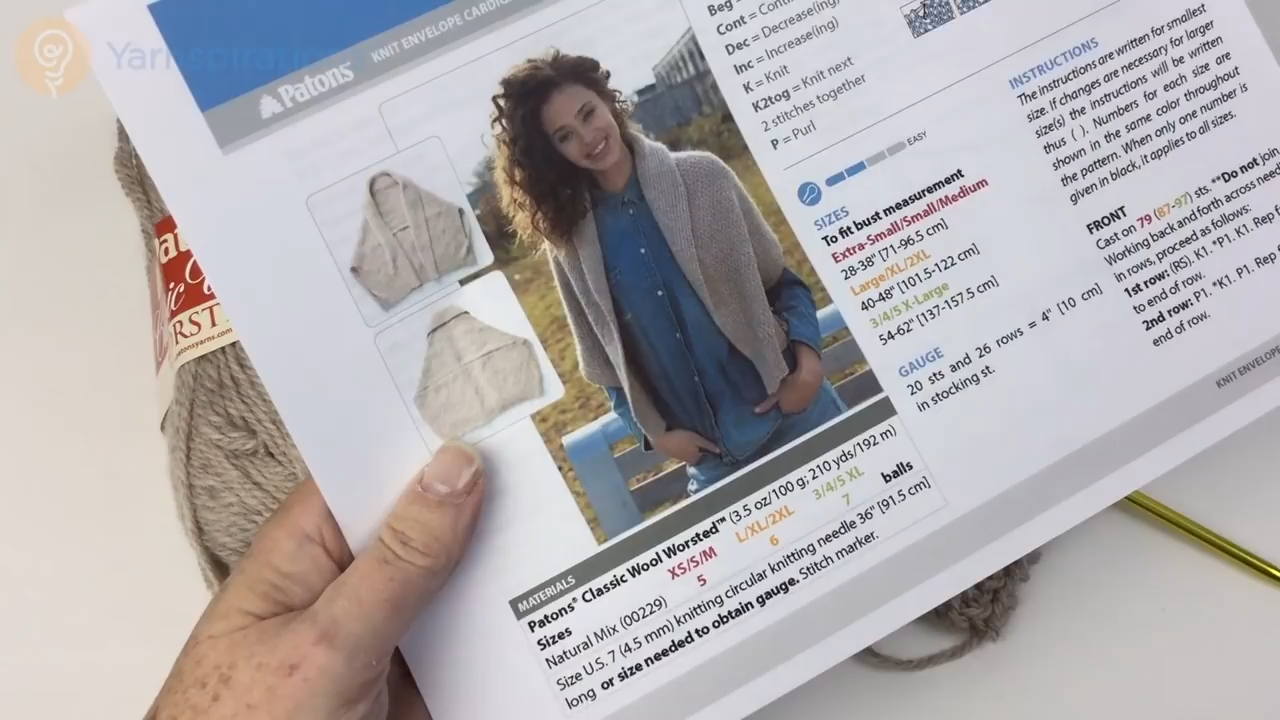 Yarnspirations
Patons
KNIT ENVELOPE CARDIG
MATERIALS
Patons® Classic Wool Worsted™ (3.5 oz/100 g; 210 yds/192 m)
Sizes XS/S/M L/XL/2XL 3/4/5 XL
Natural Mix (00229) 5 6 7 balls
Size U.S. 7 (4.5 mm) knitting circular knitting needle 36" [91.5 cm]
long or size needed to obtain gauge. Stitch marker.
Beg =
Cont = Conti
Dec = Decrease(ing)
Inc = Increase(ing)
K = Knit
K2tog = Knit next
2 stitches together
P = Purl
EASY
SIZES
To fit bust measurement
Extra-Small/Small/Medium
28-38" [71-96.5 cm]
Large/XL/2XL
40-48" [101.5-122 cm]
3/4/5 X-Large
54-62" [137-157.5 cm]
GAUGE
20 sts and 26 rows = 4" [10 cm]
in stocking st.
INSTRUCTIONS
The instructions are written for smallest
size. If changes are necessary for larger
size(s) the instructions will be written
thus ( ). Numbers for each size are
shown in the same color throughout
the pattern. When only one number is
given in black, it applies to all sizes.
FRONT
Cast on 79 (87-97) sts. **Do not join.
Working back and forth across need
in rows, proceed as follows:
1st row: (RS). K1. *P1. K1. Rep
to end of row.
2nd row: P1. *K1. P1. Rep
end of row.
KNIT ENVELOPE
RST
atonsyarns.com